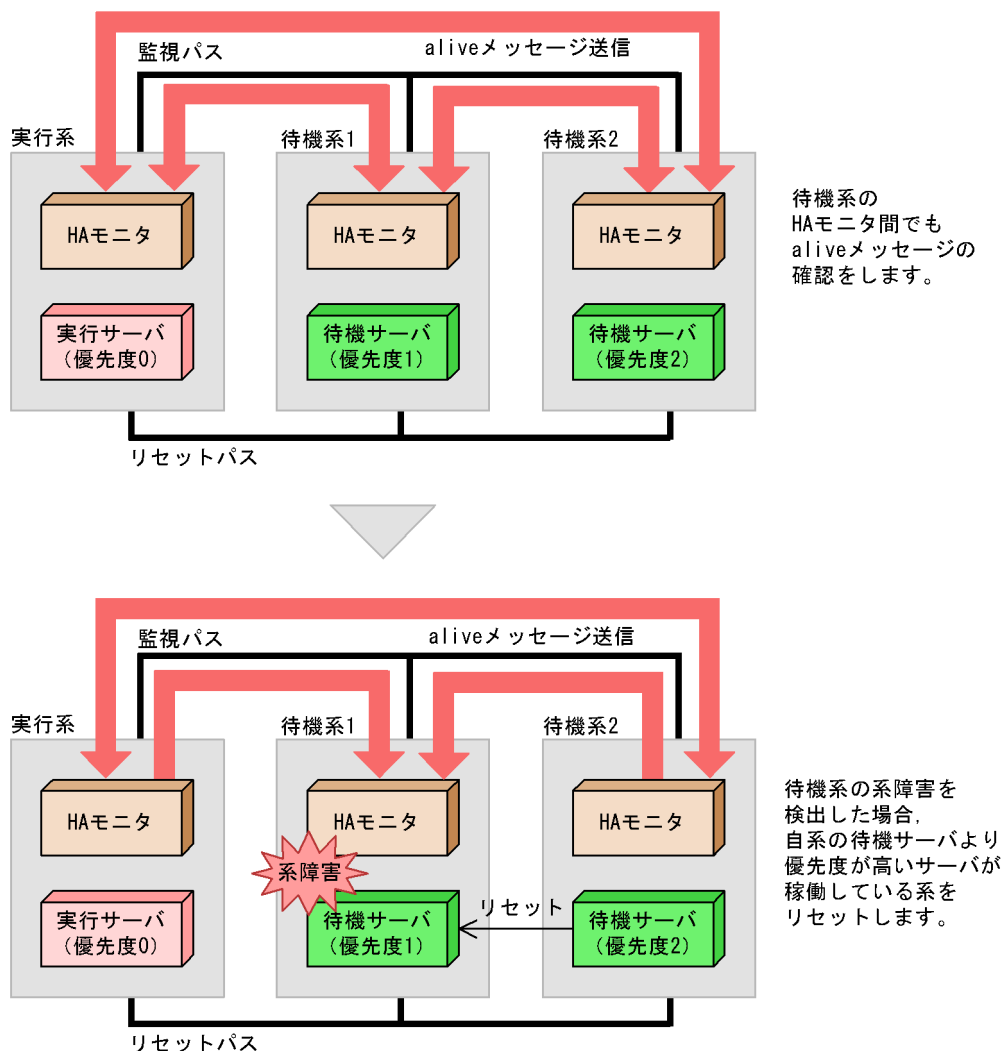 監視パス
aliveメッセージ送信
実行系
待機系1
待機系2
HAモニタ
HAモニタ
HAモニタ
待機系の
HAモニタ間でも
aliveメッセージの
確認をします。
実行サーバ
(優先度0)
待機サーバ
(優先度1)
待機サーバ
(優先度2)
リセットパス
監視パス
aliveメッセージ送信
実行系
待機系1
待機系2
HAモニタ
HAモニタ
HAモニタ
待機系の系障害を
検出した場合,
自系の待機サーバより
優先度が高いサーバが
稼働している系を
リセットします。
系障害
実行サーバ
(優先度0)
待機サーバ
(優先度1)
リセット
待機サーバ
(優先度2)
リセットパス